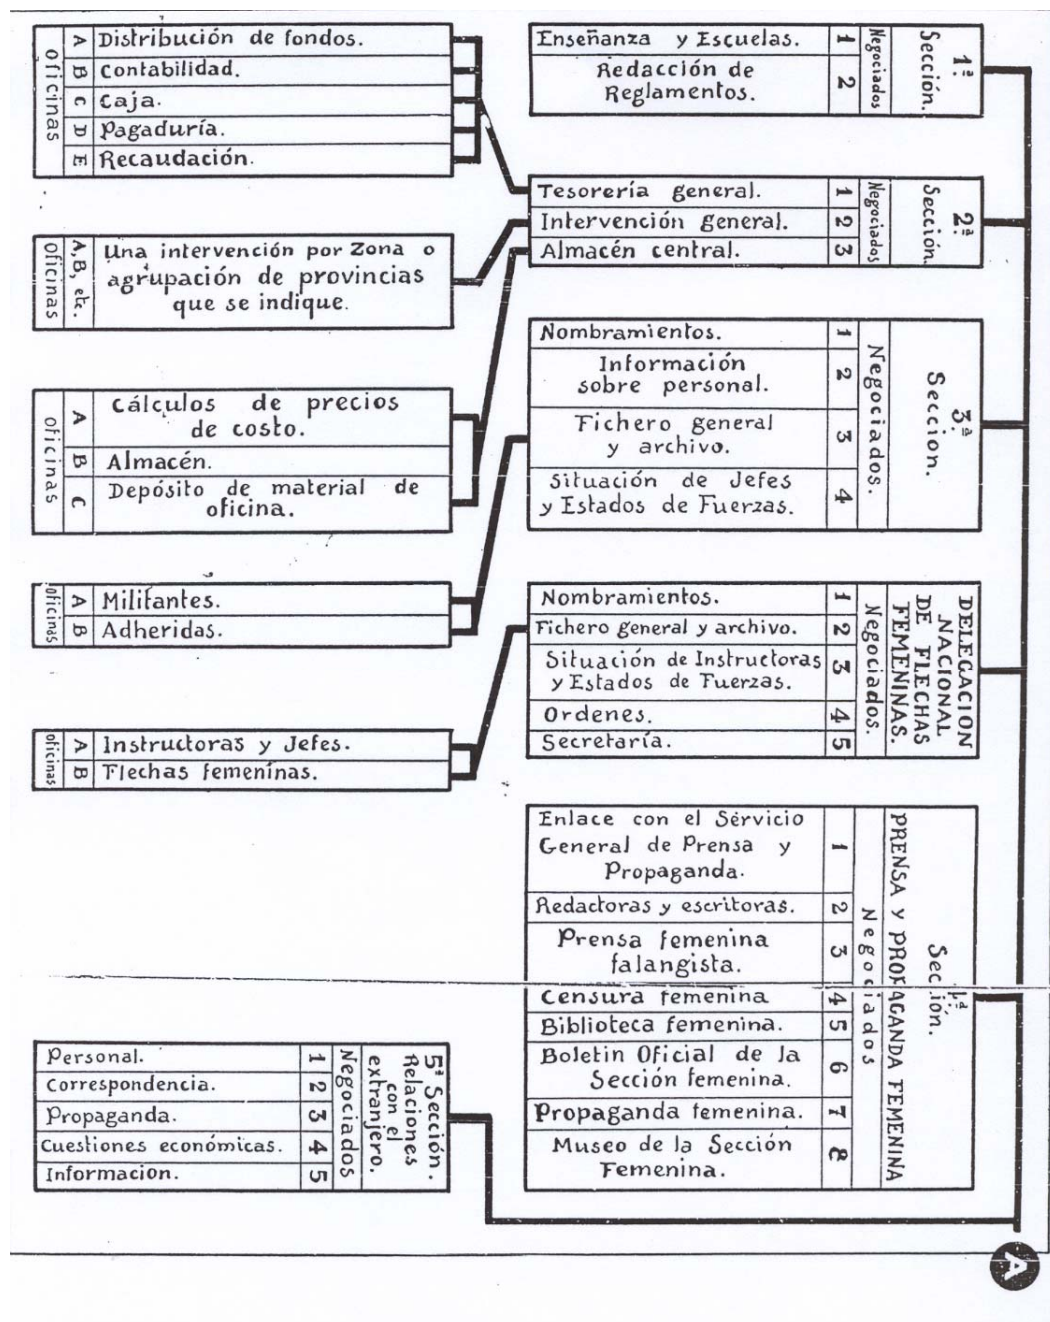 1ª Sección.
Negociados
1 Enseñanza y Escuelas.
2 Redacción de
Reglamentos.
2ª Sección.
Negociados
1 Tesorería general.
2 Intervención general.
3 Almacén central.
oficinas
A Distribución de fondos.
B Contabilidad.
C Caja.
D Pagaduría.
E Recaudación.
oficinas
A, B, etc.
Una intervención por Zona o
agrupación de provincias
que se indique.
oficinas
A Cálculos de precios
de costo.
B Almacén.
C Depósito de material de
oficina.
3ª Seccion.
Negociados.
1 Nombramientos.
2 Información
sobre personal.
3 Fichero general
y archivo.
4 Situación de Jefes
y Estados de Fuerzas.
oficinas
A Militantes.
B Adheridas.
DELEGACION
NACIONAL
DE FLECHAS
FEMENINAS.
Negociados.
1 Nombramientos.
2 Fichero general y archivo.
3 Situación de Instructoras
y Estados de Fuerzas.
4 Ordenes.
5 Secretaría.
oficinas
A Instructoras y Jefes.
B Flechas femeninas.
Sección.
PRENSA Y PROPAGANDA FEMENINA
Negociados
1 Enlace con el Servicio
General de Prensa y
Propaganda.
2 Redactoras y escritoras.
3 Prensa femenina
falangista.
4 Censura femenina
5 Biblioteca femenina.
6 Boletin Oficial de la
Sección femenina.
7 Propaganda femenina.
8 Museo de la Sección
Femenina.
5ª Sección.
Relaciones
con el
extranjero.
Negociados
1 Personal.
2 Correspondencia.
3 Propaganda.
4 Cuestiones económicas.
5 Información.
A